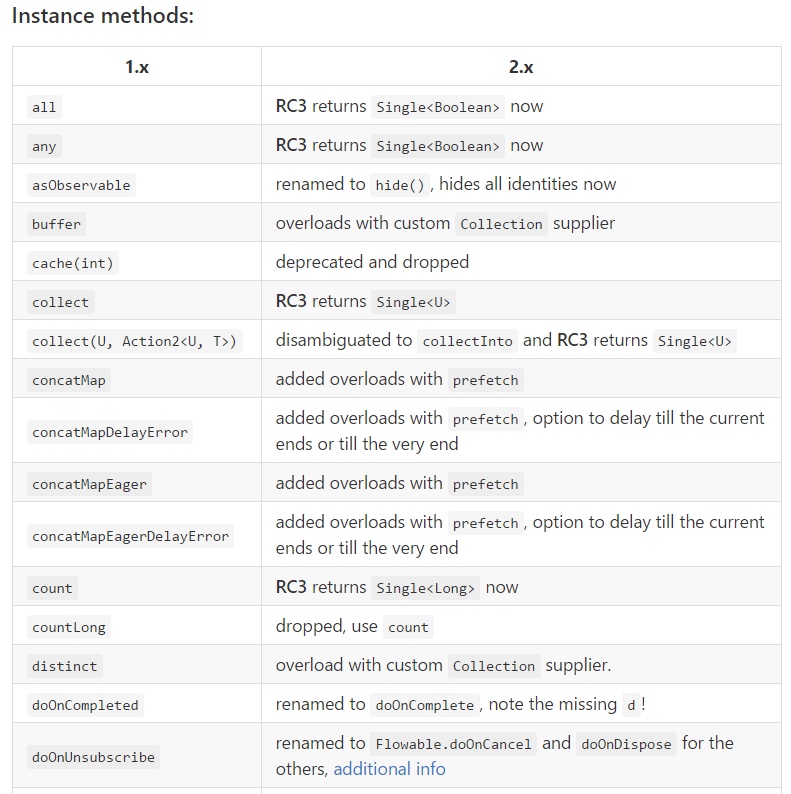 Instance methods:
1.x 2.x
all RC3 returns Single<Boolean> now
any RC3 returns Single<Boolean> now
asObservable renamed to hide() , hides all identities now
buffer overloads with custom Collection supplier
cache(int) deprecated and dropped
collect RC3 returns Single<U>
collect(U, Action2<U, T>) disambiguated to collectInto and RC3 returns Single<U>
concatMap added overloads with prefetch
concatMapDelayError added overloads with prefetch , option to delay till the current
ends or till the very end
concatMapEager added overloads with prefetch
concatMapEagerDelayError added overloads with prefetch , option to delay till the current
ends or till the very end
count RC3 returns Single<Long> now
countLong dropped, use count
distinct overload with custom Collection supplier.
doOnCompleted renamed to doOnComplete , note the missing d !
doOnUnsubscribe renamed to Flowable.doOnCancel and doOnDispose for the
others, additional info